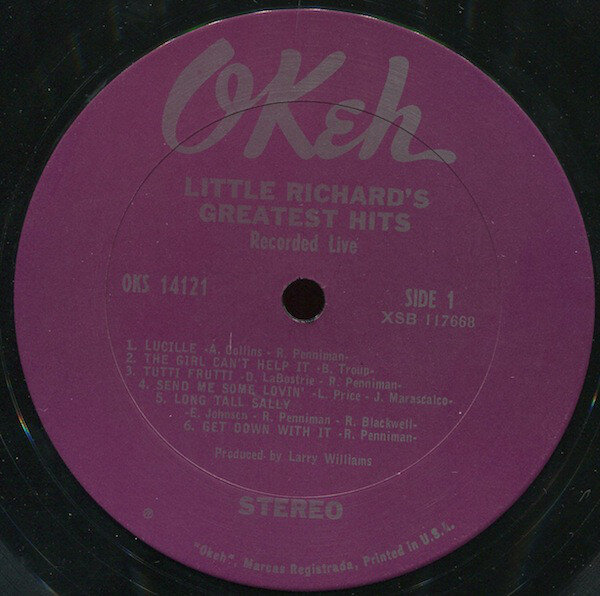 OKeh
LITTLE RICHARD'S
GREATEST HITS
Recorded Live
OKS 14121
SIDE 1
XSB 117668
1. LUCILLE -A. Collins - R. Penniman-
2. THE GIRL CAN'T HELP IT -B. Troup-
3. TUTTI FRUTTI -D. LaBostrie - R. Penniman-
4. SEND ME SOME LOVIN' -L. Price - J. Marascalco-
5. LONG TALL SALLY
-E. Johnson - R. Penniman - R. Blackwell-
6. GET DOWN WITH IT -R. Penniman-
Produced by Larry Williams
STEREO
℗
"Okeh", Marcas Registrada, Printed in U.S.A.